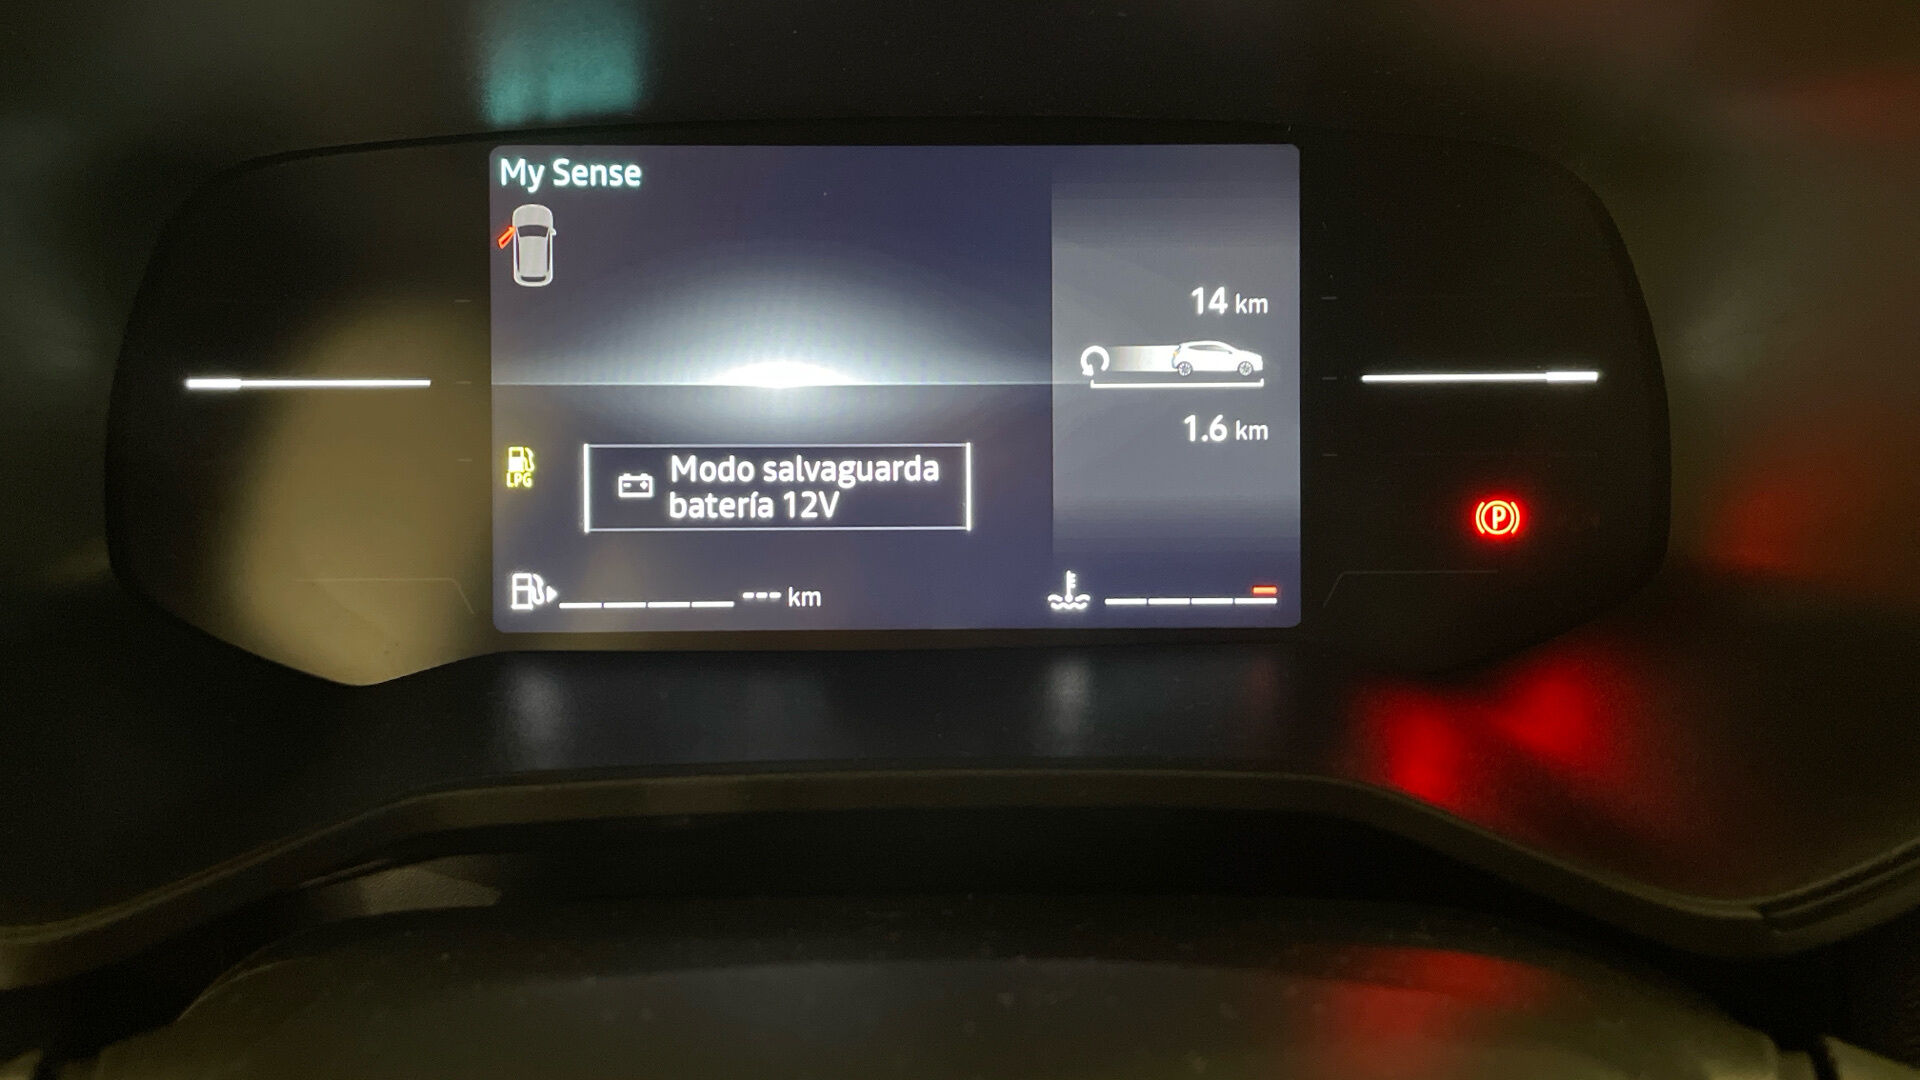 My Sense
14 km
1.6 km
LPG
Modo salvaguarda
batería 12V
P
--- km